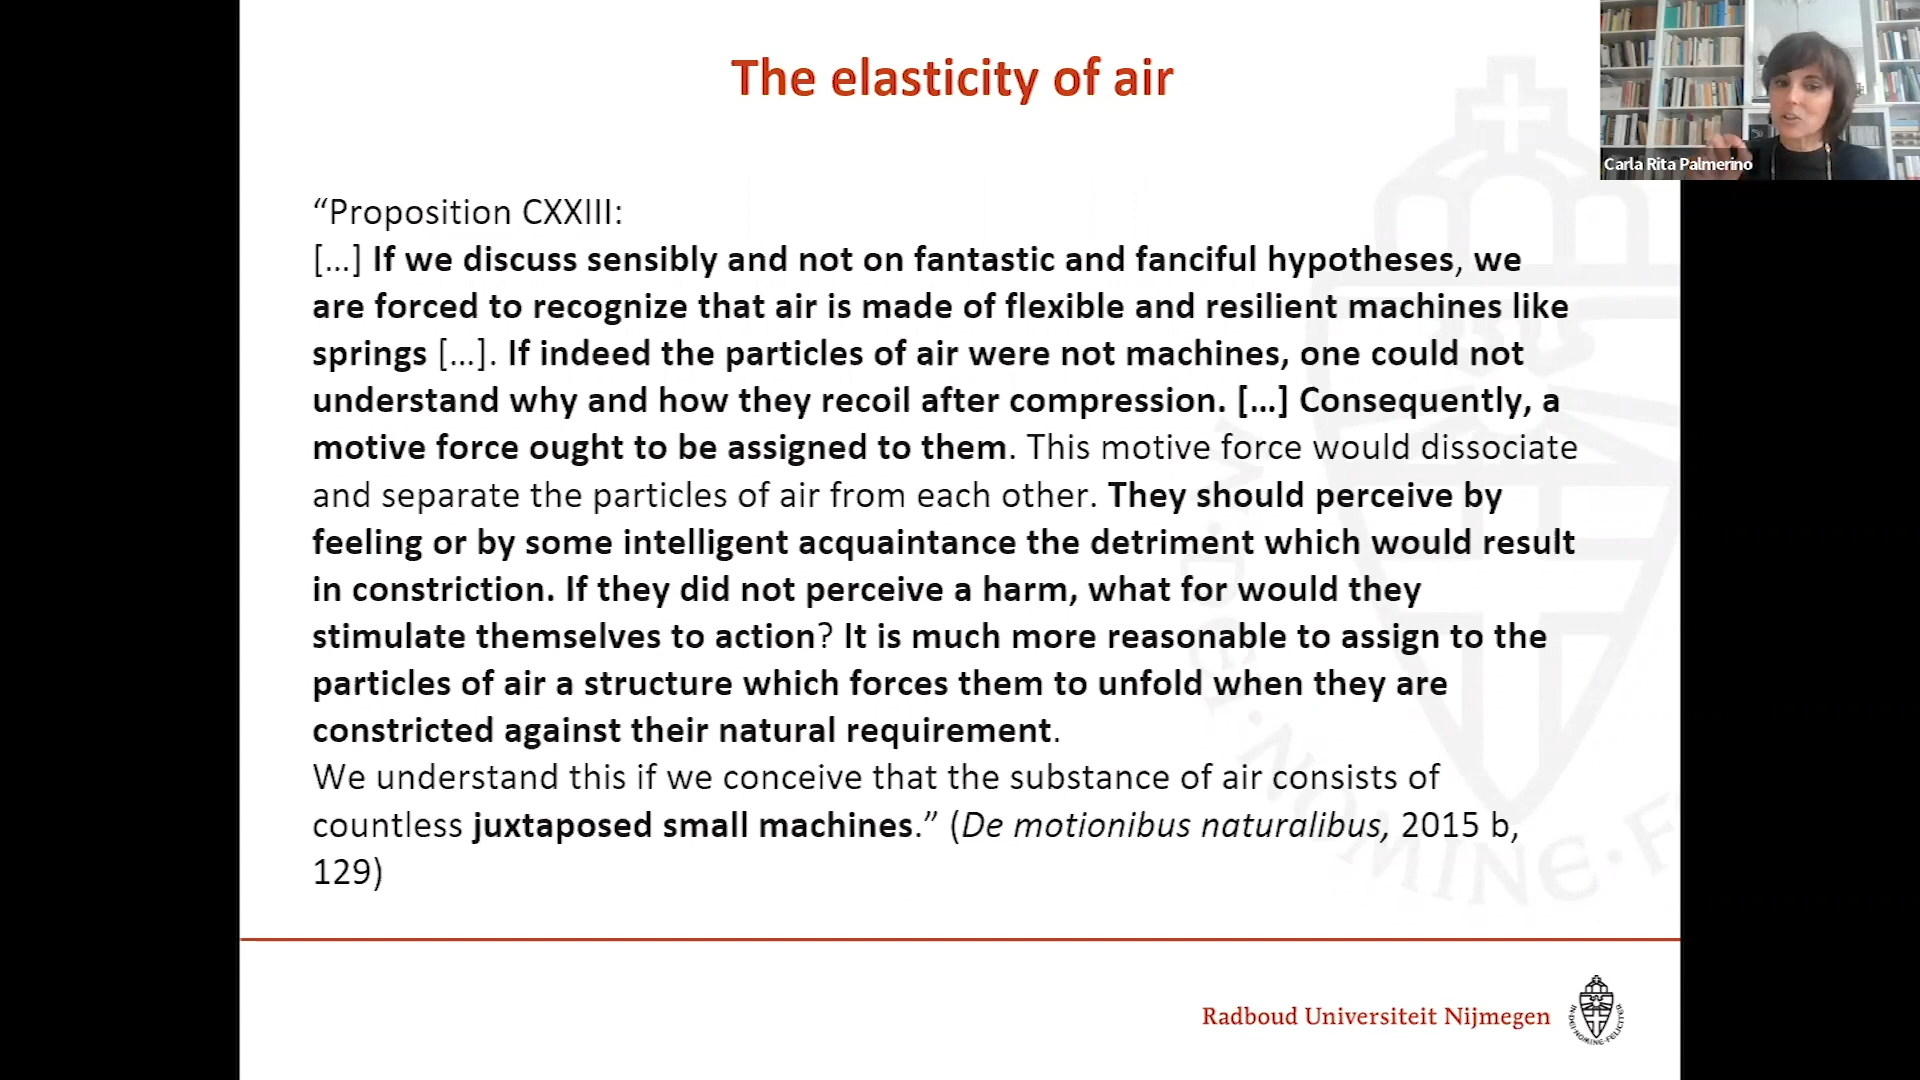 The elasticity of air
Carla Rita Palmerino
“Proposition CXXIII:
[…] If we discuss sensibly and not on fantastic and fanciful hypotheses, we
are forced to recognize that air is made of flexible and resilient machines like
springs […]. If indeed the particles of air were not machines, one could not
understand why and how they recoil after compression. […] Consequently, a
motive force ought to be assigned to them. This motive force would dissociate
and separate the particles of air from each other. They should perceive by
feeling or by some intelligent acquaintance the detriment which would result
in constriction. If they did not perceive a harm, what for would they
stimulate themselves to action? It is much more reasonable to assign to the
particles of air a structure which forces them to unfold when they are
constricted against their natural requirement.
We understand this if we conceive that the substance of air consists of
countless juxtaposed small machines.” (De motionibus naturalibus, 2015 b,
129)
Radboud Universiteit Nijmegen
IN·DEI·NOMINE·FELICITER